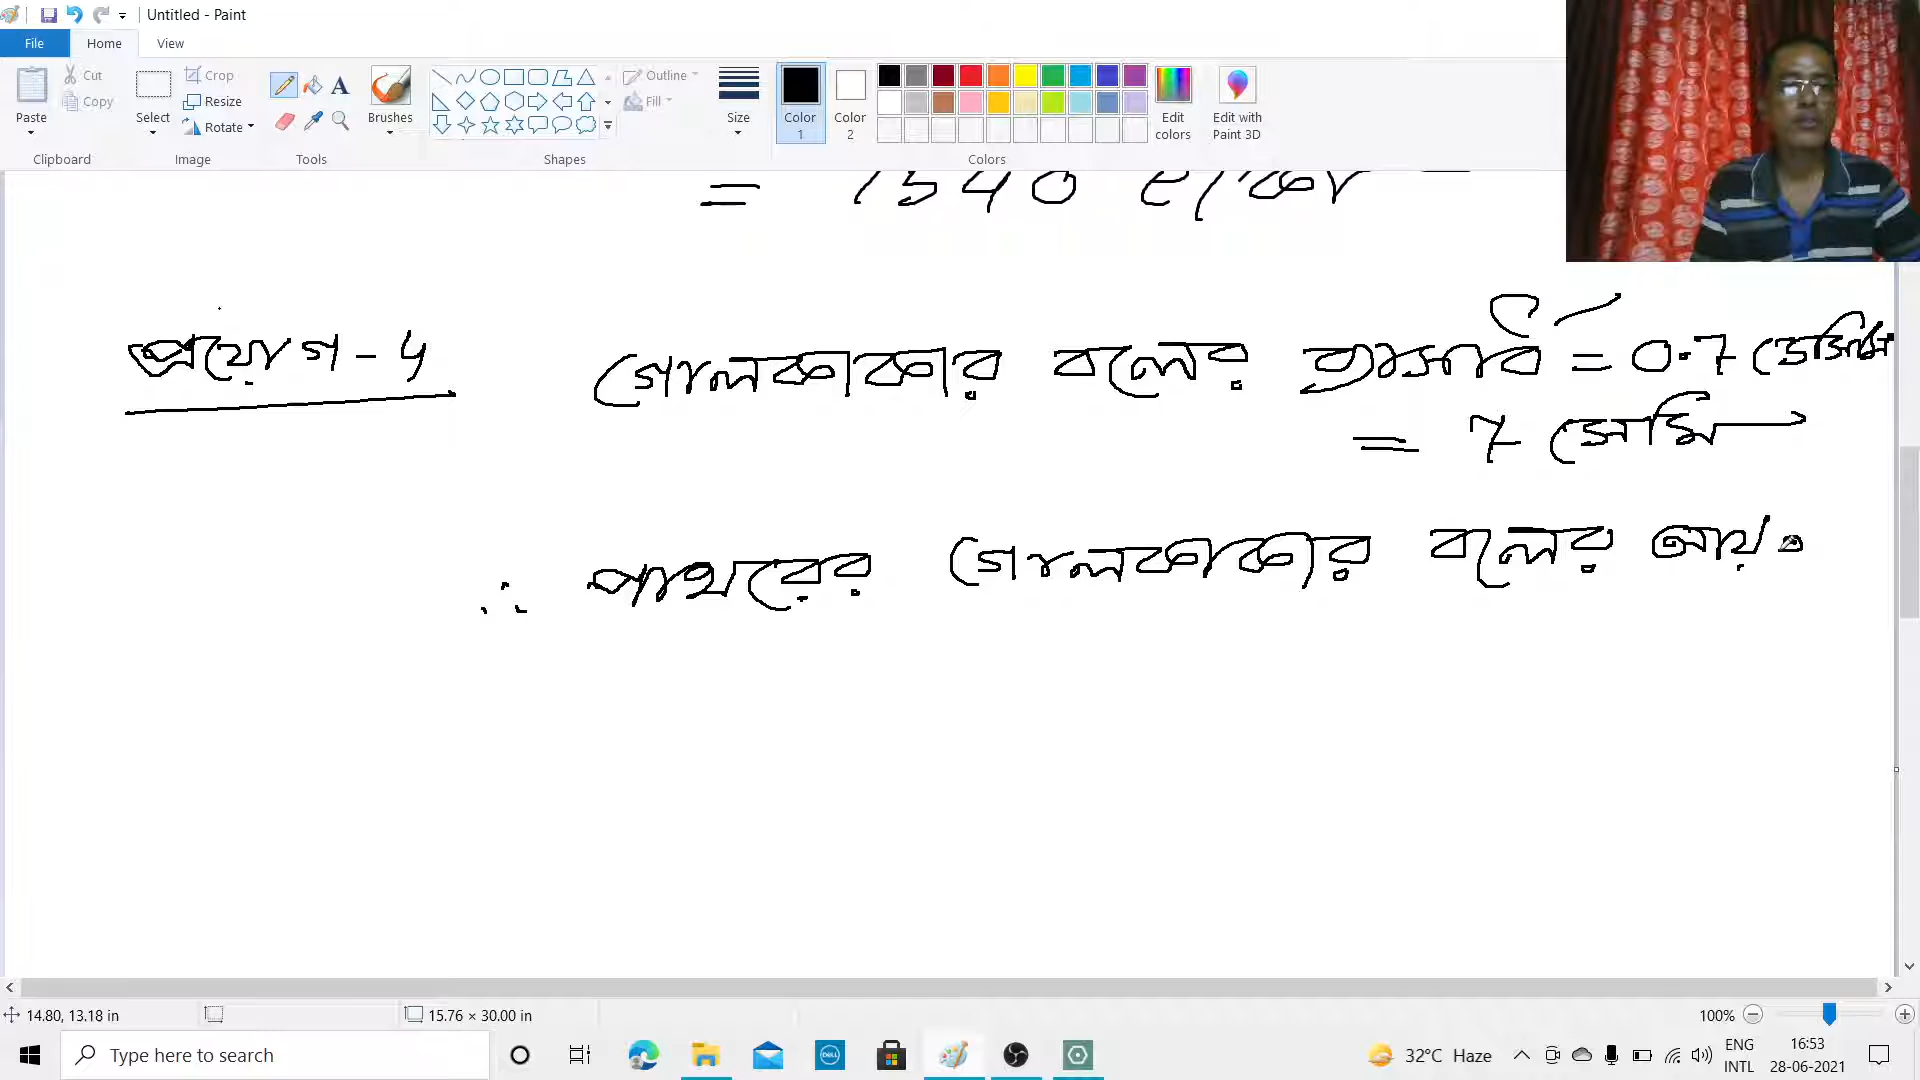 Untitled - Paint
File Home View
Cut
Copy
Paste
Clipboard
Crop
Resize
Rotate
Select
Image
Tools
Brushes
Shapes
Outline
Fill
Size
Color 1
Color 2
Edit colors
Edit with Paint 3D
Colors
= 1540
প্রয়োগ - 4 গোলকাকার বলের ব্যাসার্ধ = 0.7 ডেসিমি
= 7 সেমি
∴ পাথরের গোলকাকার বলের আয়ত
14.80, 13.18 in 15.76 × 30.00 in 100%
Type here to search DELL 32°C Haze ENG INTL 16:53 28-06-2021